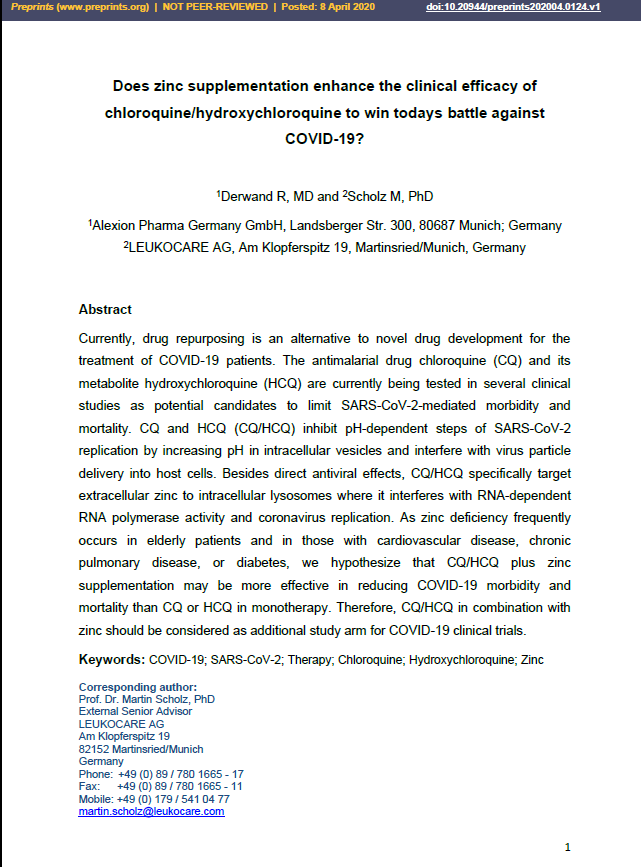 Preprints (www.preprints.org) | NOT PEER-REVIEWED | Posted: 8 April 2020 doi:10.20944/preprints202004.0124.v1
Does zinc supplementation enhance the clinical efficacy of
chloroquine/hydroxychloroquine to win todays battle against
COVID-19?
¹Derwand R, MD and ²Scholz M, PhD
¹Alexion Pharma Germany GmbH, Landsberger Str. 300, 80687 Munich; Germany
²LEUKOCARE AG, Am Klopferspitz 19, Martinsried/Munich, Germany
Abstract
Currently, drug repurposing is an alternative to novel drug development for the
treatment of COVID-19 patients. The antimalarial drug chloroquine (CQ) and its
metabolite hydroxychloroquine (HCQ) are currently being tested in several clinical
studies as potential candidates to limit SARS-CoV-2-mediated morbidity and
mortality. CQ and HCQ (CQ/HCQ) inhibit pH-dependent steps of SARS-CoV-2
replication by increasing pH in intracellular vesicles and interfere with virus particle
delivery into host cells. Besides direct antiviral effects, CQ/HCQ specifically target
extracellular zinc to intracellular lysosomes where it interferes with RNA-dependent
RNA polymerase activity and coronavirus replication. As zinc deficiency frequently
occurs in elderly patients and in those with cardiovascular disease, chronic
pulmonary disease, or diabetes, we hypothesize that CQ/HCQ plus zinc
supplementation may be more effective in reducing COVID-19 morbidity and
mortality than CQ or HCQ in monotherapy. Therefore, CQ/HCQ in combination with
zinc should be considered as additional study arm for COVID-19 clinical trials.
Keywords: COVID-19; SARS-CoV-2; Therapy; Chloroquine; Hydroxychloroquine; Zinc
Corresponding author:
Prof. Dr. Martin Scholz, PhD
External Senior Advisor
LEUKOCARE AG
Am Klopferspitz 19
82152 Martinsried/Munich
Germany
Phone: +49 (0) 89 / 780 1665 - 17
Fax: +49 (0) 89 / 780 1665 - 11
Mobile: +49 (0) 179 / 541 04 77
martin.scholz@leukocare.com
1